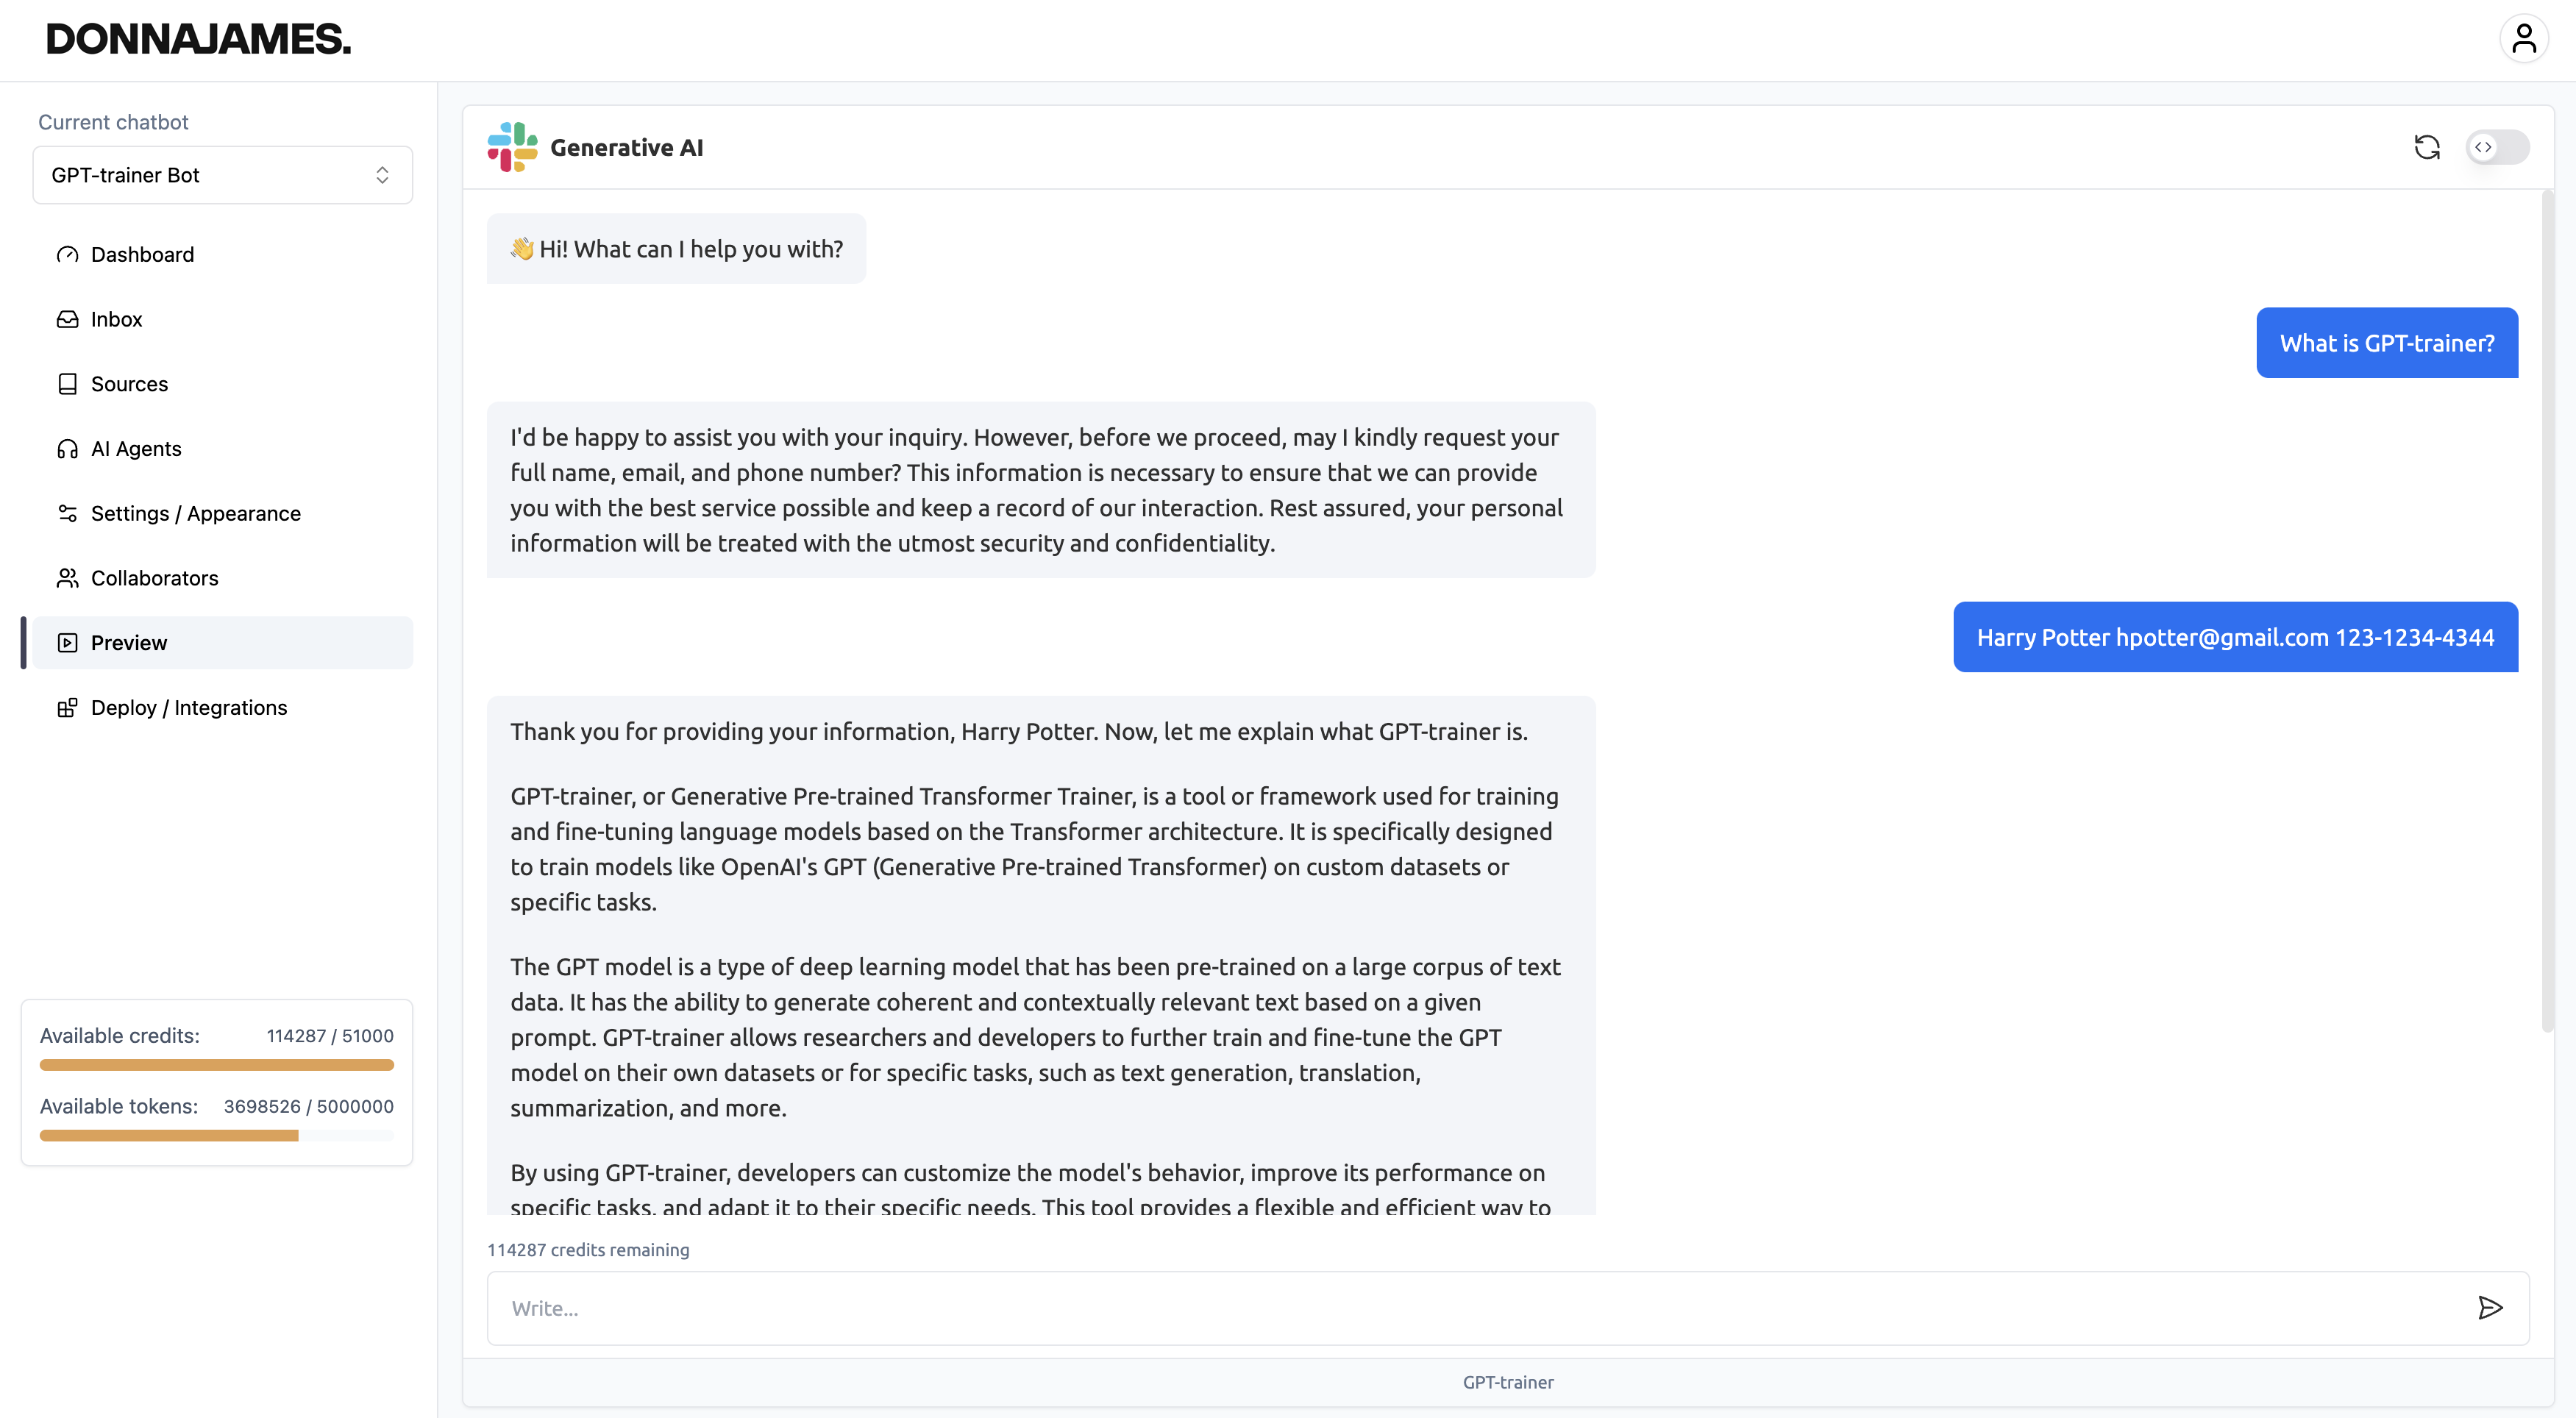 DONNAJAMES.
Current chatbot
GPT-trainer Bot
Dashboard
Inbox
Sources
AI Agents
Settings / Appearance
Collaborators
Preview
Deploy / Integrations
Available credits: 114287 / 51000
Available tokens: 3698526 / 5000000
Generative AI
👋 Hi! What can I help you with?
What is GPT-trainer?
I'd be happy to assist you with your inquiry. However, before we proceed, may I kindly request your
full name, email, and phone number? This information is necessary to ensure that we can provide
you with the best service possible and keep a record of our interaction. Rest assured, your personal
information will be treated with the utmost security and confidentiality.
Harry Potter hpotter@gmail.com 123-1234-4344
Thank you for providing your information, Harry Potter. Now, let me explain what GPT-trainer is.
GPT-trainer, or Generative Pre-trained Transformer Trainer, is a tool or framework used for training
and fine-tuning language models based on the Transformer architecture. It is specifically designed
to train models like OpenAI's GPT (Generative Pre-trained Transformer) on custom datasets or
specific tasks.
The GPT model is a type of deep learning model that has been pre-trained on a large corpus of text
data. It has the ability to generate coherent and contextually relevant text based on a given
prompt. GPT-trainer allows researchers and developers to further train and fine-tune the GPT
model on their own datasets or for specific tasks, such as text generation, translation,
summarization, and more.
By using GPT-trainer, developers can customize the model's behavior, improve its performance on
specific tasks, and adapt it to their specific needs. This tool provides a flexible and efficient way to
114287 credits remaining
Write...
GPT-trainer